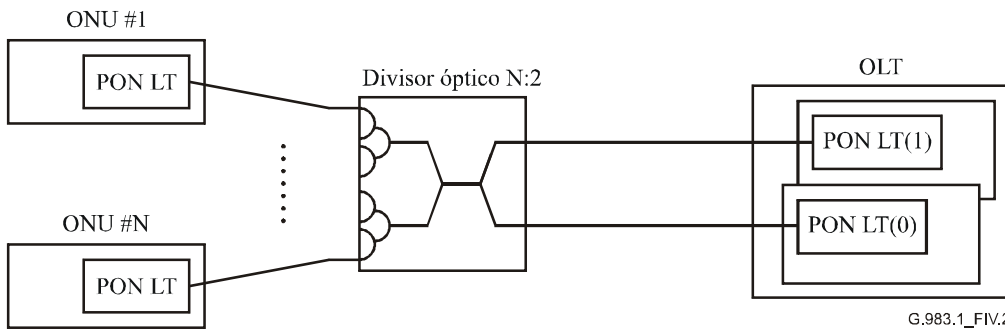 ONU #1
PON LT
Divisor óptico N:2
OLT
PON LT(1)
PON LT(0)
ONU #N
PON LT
G.983.1_FIV.2